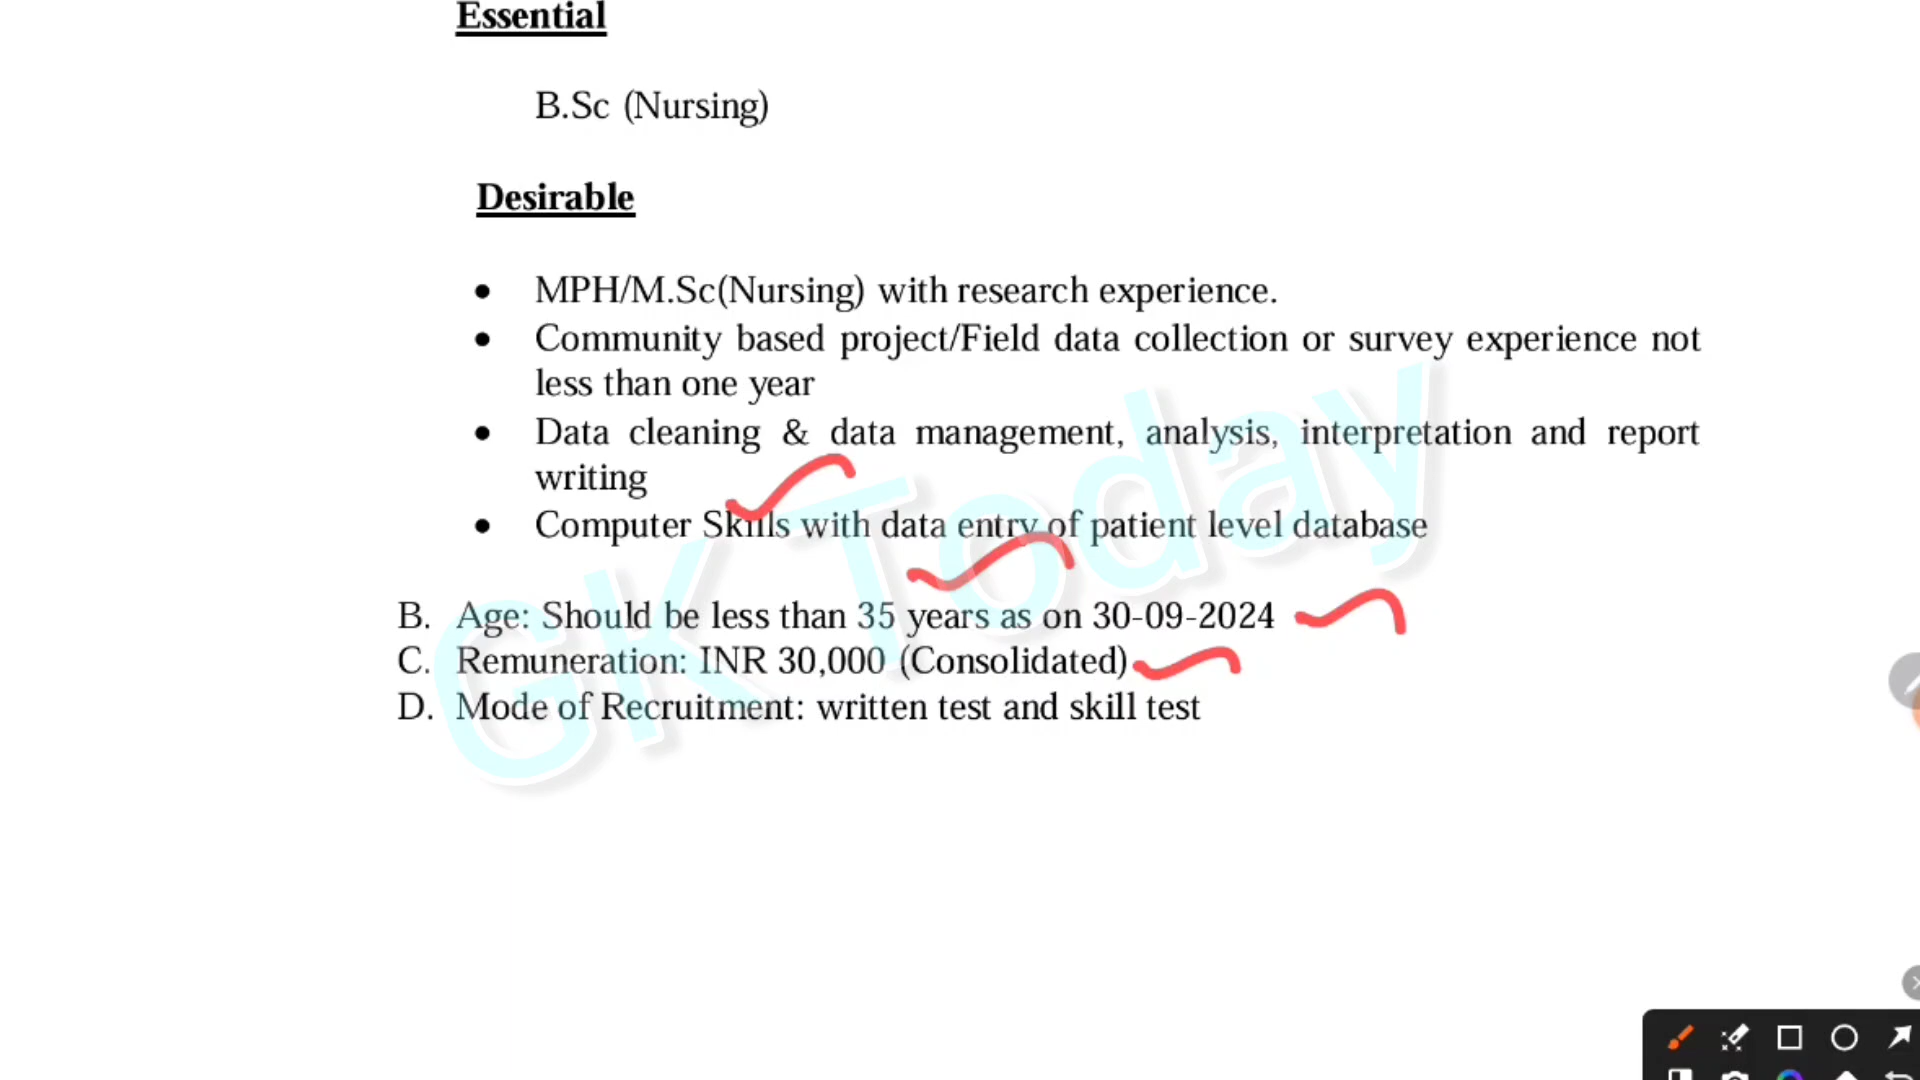 Essential
B.Sc (Nursing)
Desirable
• MPH/M.Sc(Nursing) with research experience.
• Community based project/Field data collection or survey experience not
less than one year
• Data cleaning & data management, analysis, interpretation and report
writing
• Computer Skills with data entry of patient level database
B. Age: Should be less than 35 years as on 30-09-2024
C. Remuneration: INR 30,000 (Consolidated)
D. Mode of Recruitment: written test and skill test
GK Today